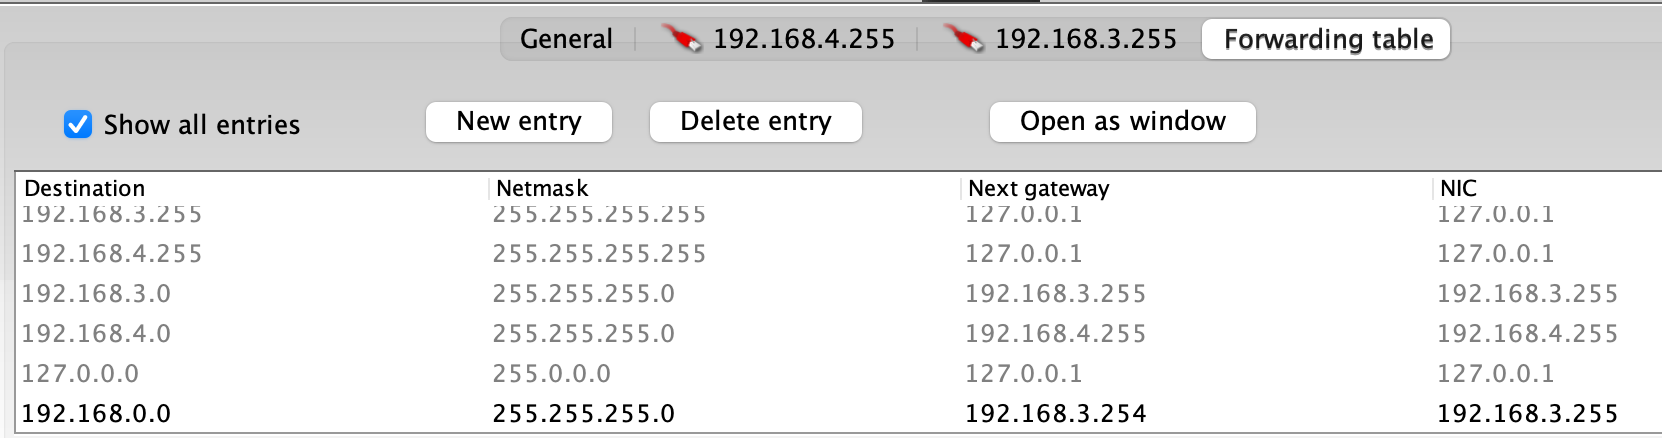 General 192.168.4.255 192.168.3.255 Forwarding table
Show all entries New entry Delete entry Open as window
Destination Netmask Next gateway NIC
192.168.3.255 255.255.255.255 127.0.0.1 127.0.0.1
192.168.4.255 255.255.255.255 127.0.0.1 127.0.0.1
192.168.3.0 255.255.255.0 192.168.3.255 192.168.3.255
192.168.4.0 255.255.255.0 192.168.4.255 192.168.4.255
127.0.0.0 255.0.0.0 127.0.0.1 127.0.0.1
192.168.0.0 255.255.255.0 192.168.3.254 192.168.3.255